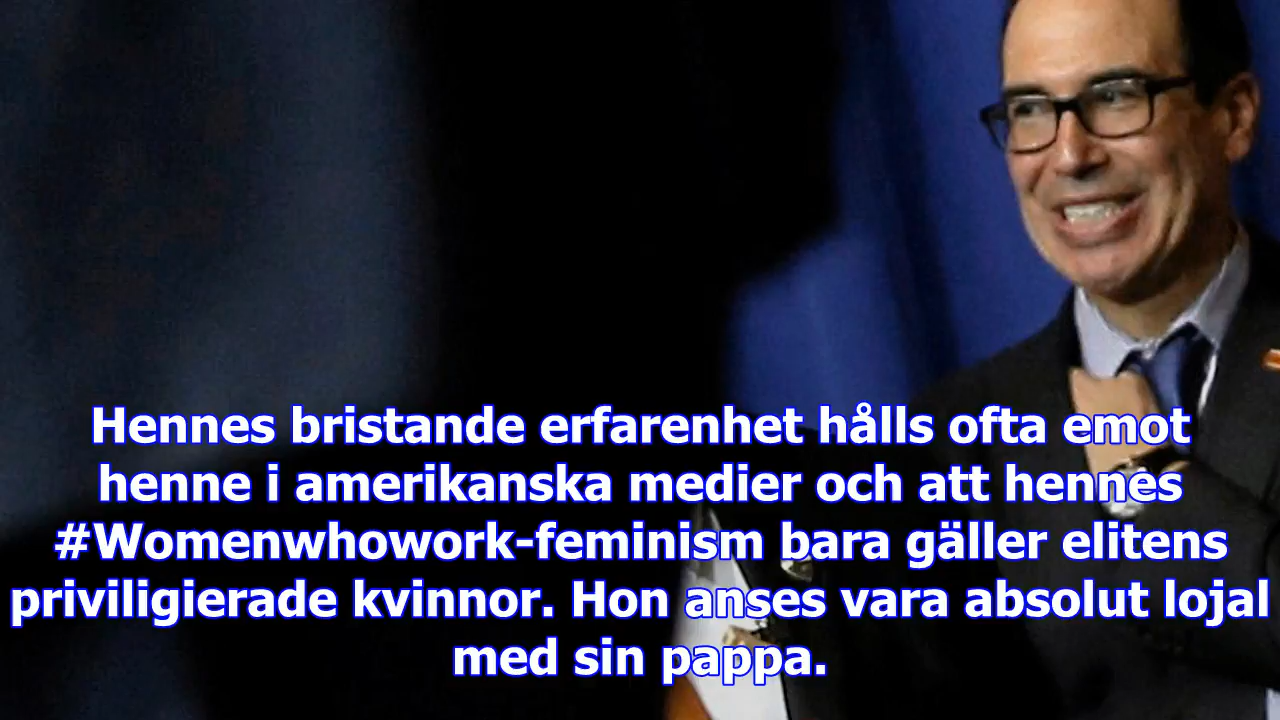 Hennes bristande erfarenhet hålls ofta emot
henne i amerikanska medier och att hennes
#Womenwhowork-feminism bara gäller elitens
priviligierade kvinnor. Hon anses vara absolut lojal
med sin pappa.